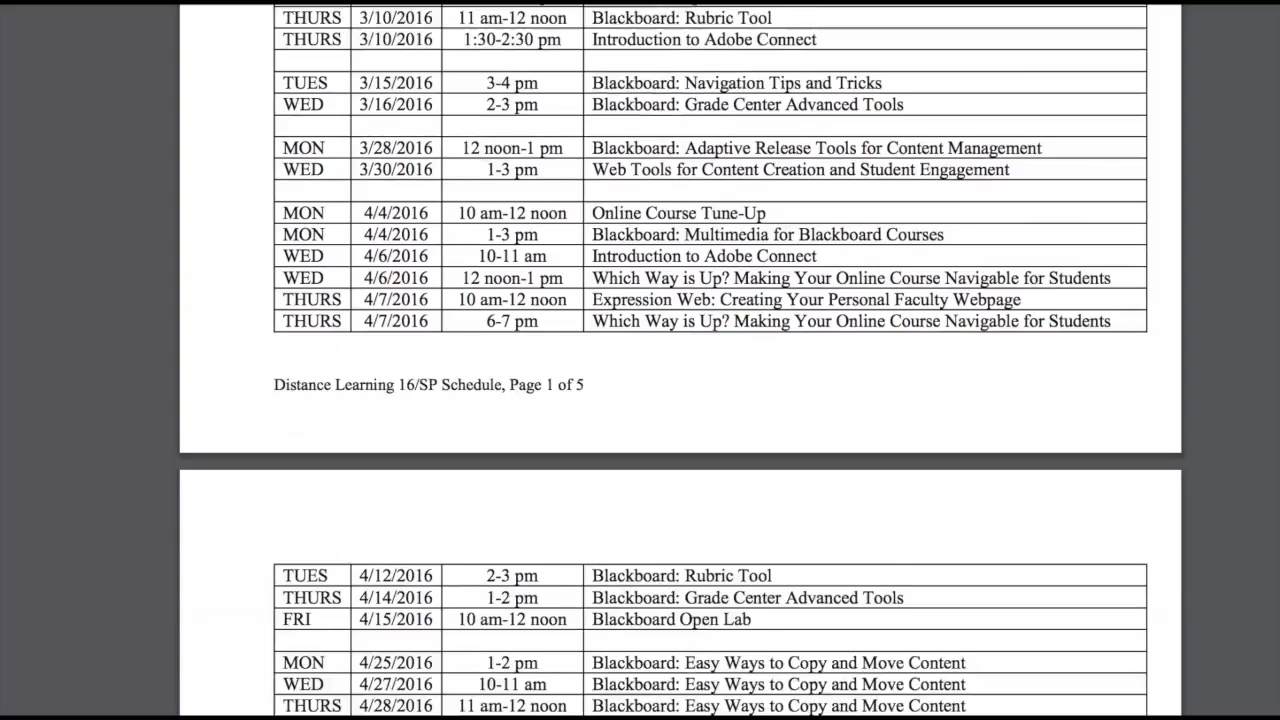 THURS 3/10/2016 11 am-12 noon Blackboard: Rubric Tool
THURS 3/10/2016 1:30-2:30 pm Introduction to Adobe Connect
TUES 3/15/2016 3-4 pm Blackboard: Navigation Tips and Tricks
WED 3/16/2016 2-3 pm Blackboard: Grade Center Advanced Tools
MON 3/28/2016 12 noon-1 pm Blackboard: Adaptive Release Tools for Content Management
WED 3/30/2016 1-3 pm Web Tools for Content Creation and Student Engagement
MON 4/4/2016 10 am-12 noon Online Course Tune-Up
MON 4/4/2016 1-3 pm Blackboard: Multimedia for Blackboard Courses
WED 4/6/2016 10-11 am Introduction to Adobe Connect
WED 4/6/2016 12 noon-1 pm Which Way is Up? Making Your Online Course Navigable for Students
THURS 4/7/2016 10 am-12 noon Expression Web: Creating Your Personal Faculty Webpage
THURS 4/7/2016 6-7 pm Which Way is Up? Making Your Online Course Navigable for Students
Distance Learning 16/SP Schedule, Page 1 of 5
TUES 4/12/2016 2-3 pm Blackboard: Rubric Tool
THURS 4/14/2016 1-2 pm Blackboard: Grade Center Advanced Tools
FRI 4/15/2016 10 am-12 noon Blackboard Open Lab
MON 4/25/2016 1-2 pm Blackboard: Easy Ways to Copy and Move Content
WED 4/27/2016 10-11 am Blackboard: Easy Ways to Copy and Move Content
THURS 4/28/2016 11 am-12 noon Blackboard: Easy Ways to Copy and Move Content